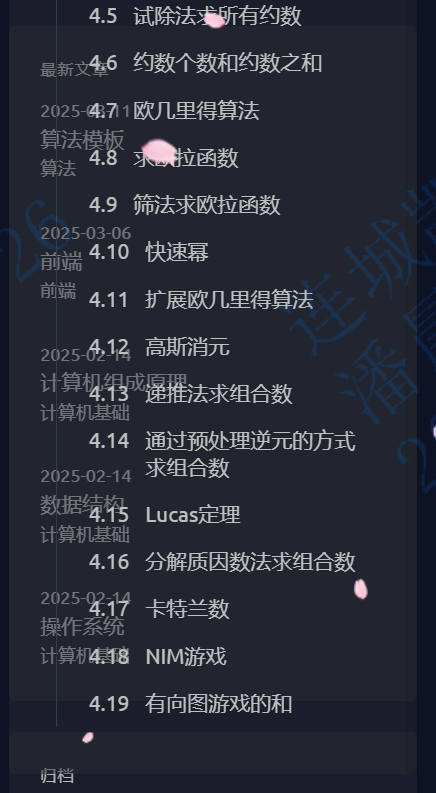 4.5 试除法求所有约数
最新文章
4.6 约数个数和约数之和
2025-03-11
4.7 欧几里得算法
算法模板
4.8 求欧拉函数
算法
4.9 筛法求欧拉函数
2025-03-06
4.10 快速幂
前端
前端
4.11 扩展欧几里得算法
4.12 高斯消元
2025-02-14
计算机组成原理
4.13 递推法求组合数
计算机基础
4.14 通过预处理逆元的方式
求组合数
2025-02-14
数据结构
4.15 Lucas定理
计算机基础
4.16 分解质因数法求组合数
2025-02-14
4.17 卡特兰数
操作系统
4.18 NIM游戏
计算机基础
4.19 有向图游戏的和
归档
连城
潘
26